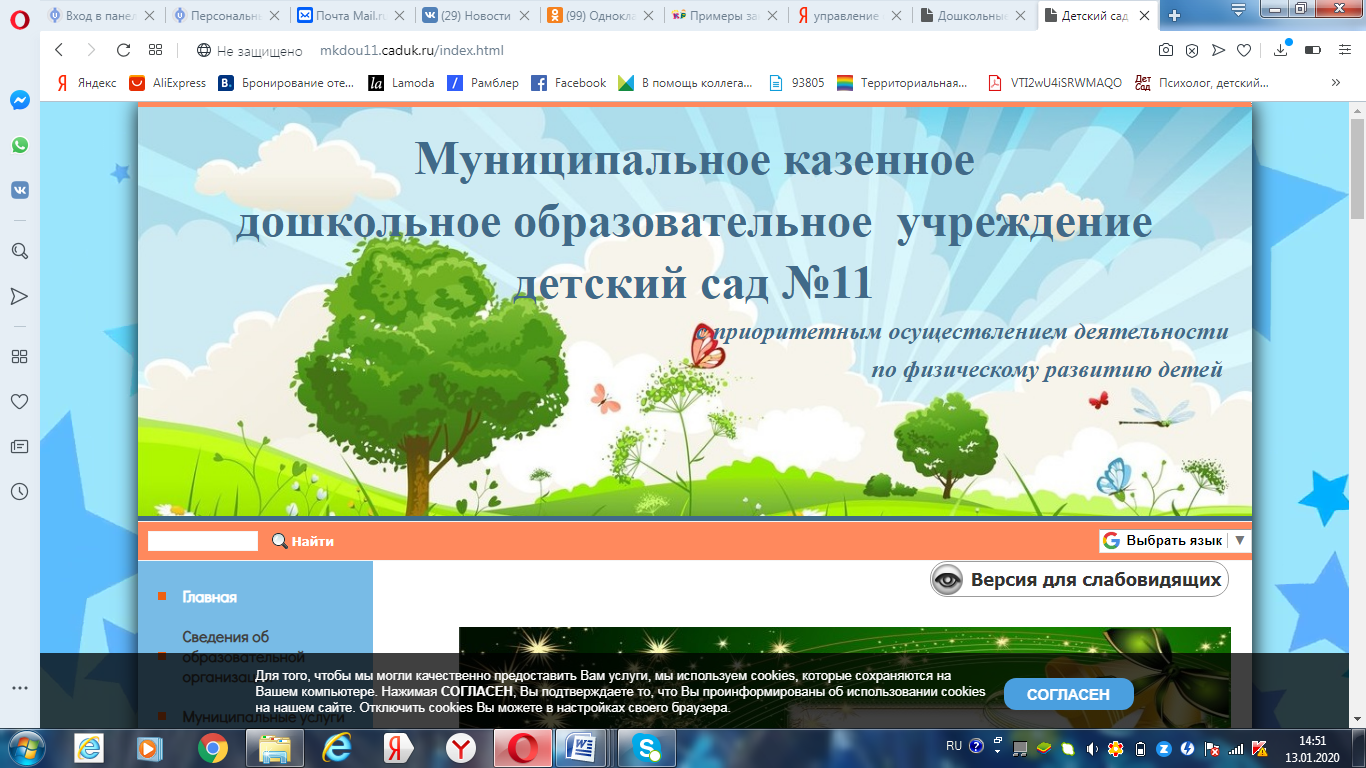 Вход в панел
Персональны
Почта Mail.ru
(29) Новости
(99) Однокла
Примеры за
управление
Дошкольные
Детский сад
Не защищено mkdou11.caduk.ru/index.html
Яндекс
AliExpress
Бронирование оте...
Lamoda
Рамблер
Facebook
В помощь коллега...
93805
Территориальная...
VTI2wU4iSRWMAQO
Дет Сад
Психолог, детский...
Муниципальное казенное
дошкольное образовательное учреждение
детский сад №11
с приоритетным осуществлением деятельности
по физическому развитию детей
Найти
Выбрать язык
Версия для слабовидящих
Главная
Сведения об
образовательной
организации
Муниципальные услуги
Для того, чтобы мы могли качественно предоставить Вам услуги, мы используем cookies, которые сохраняются на
Вашем компьютере. Нажимая СОГЛАСЕН, Вы подтверждаете то, что Вы проинформированы об использовании cookies
на нашем сайте. Отключить cookies Вы можете в настройках своего браузера.
СОГЛАСЕН
RU
14:51
13.01.2020